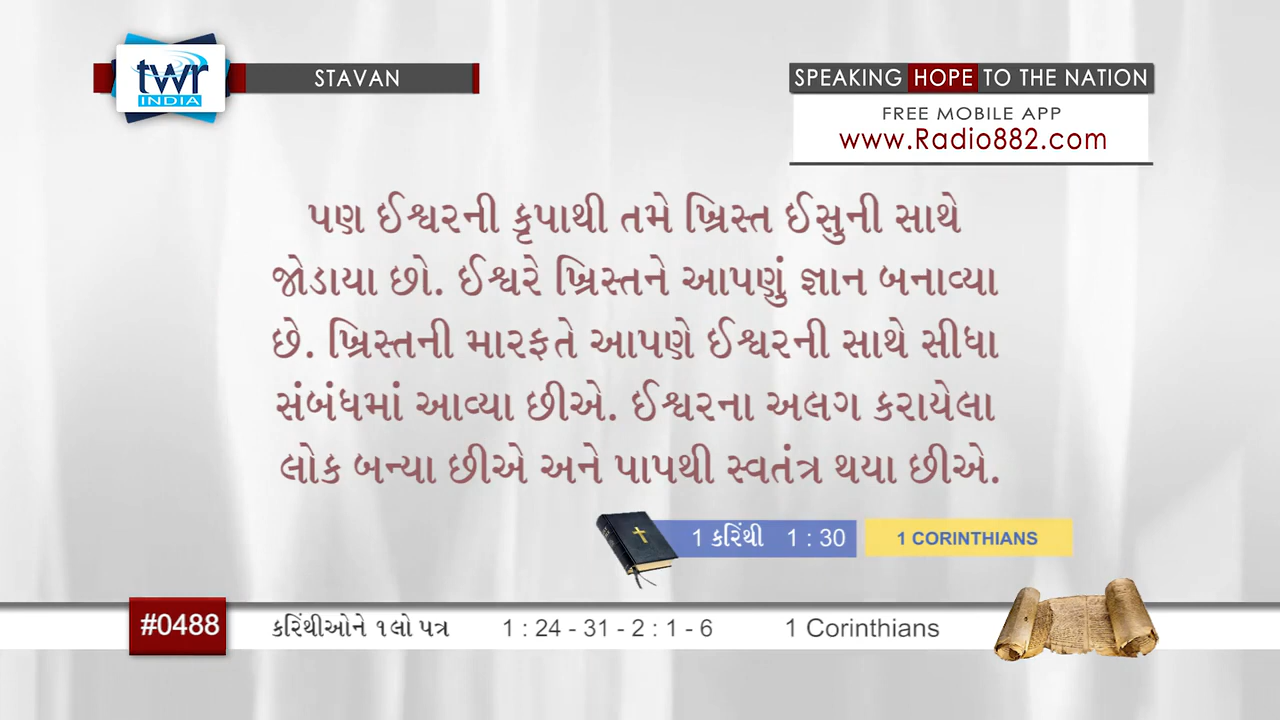 twr
INDIA
STAVAN
SPEAKING HOPE TO THE NATION
FREE MOBILE APP
www.Radio882.com
પણ ઈશ્વરની કૃપાથી તમે ખ્રિસ્ત ઈસુની સાથે
જોડાયા છો. ઈશ્વરે ખ્રિસ્તને આપણું જ્ઞાન બનાવ્યા
છે. ખ્રિસ્તની મારફતે આપણે ઈશ્વરની સાથે સીધા
સંબંધમાં આવ્યા છીએ. ઈશ્વરના અલગ કરાયેલા
લોક બન્યા છીએ અને પાપથી સ્વતંત્ર થયા છીએ.
1 કરિંથી 1 : 30 1 CORINTHIANS
#0488 કરિંથીઓને ૧લો પત્ર 1 : 24 - 31 - 2 : 1 - 6 1 Corinthians